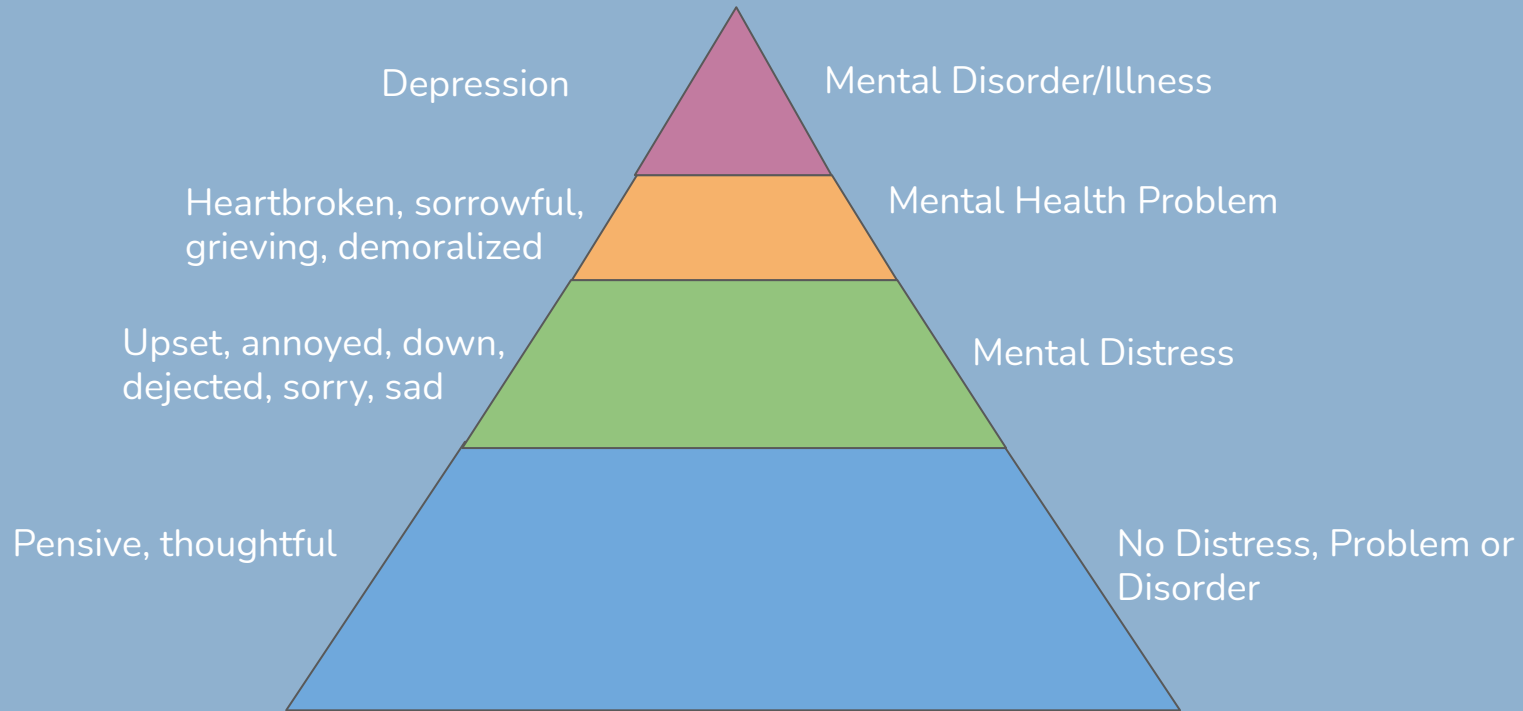 Depression
Mental Disorder/Illness
Heartbroken, sorrowful,
grieving, demoralized
Mental Health Problem
Upset, annoyed, down,
dejected, sorry, sad
Mental Distress
Pensive, thoughtful
No Distress, Problem or
Disorder